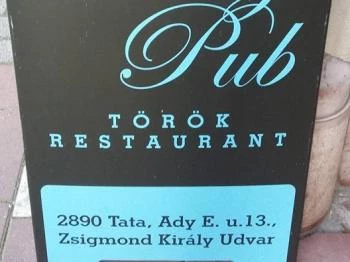 Pub
TÖRÖK
RESTAURANT
2890 Tata, Ady E. u.13.,
Zsigmond Király Udvar